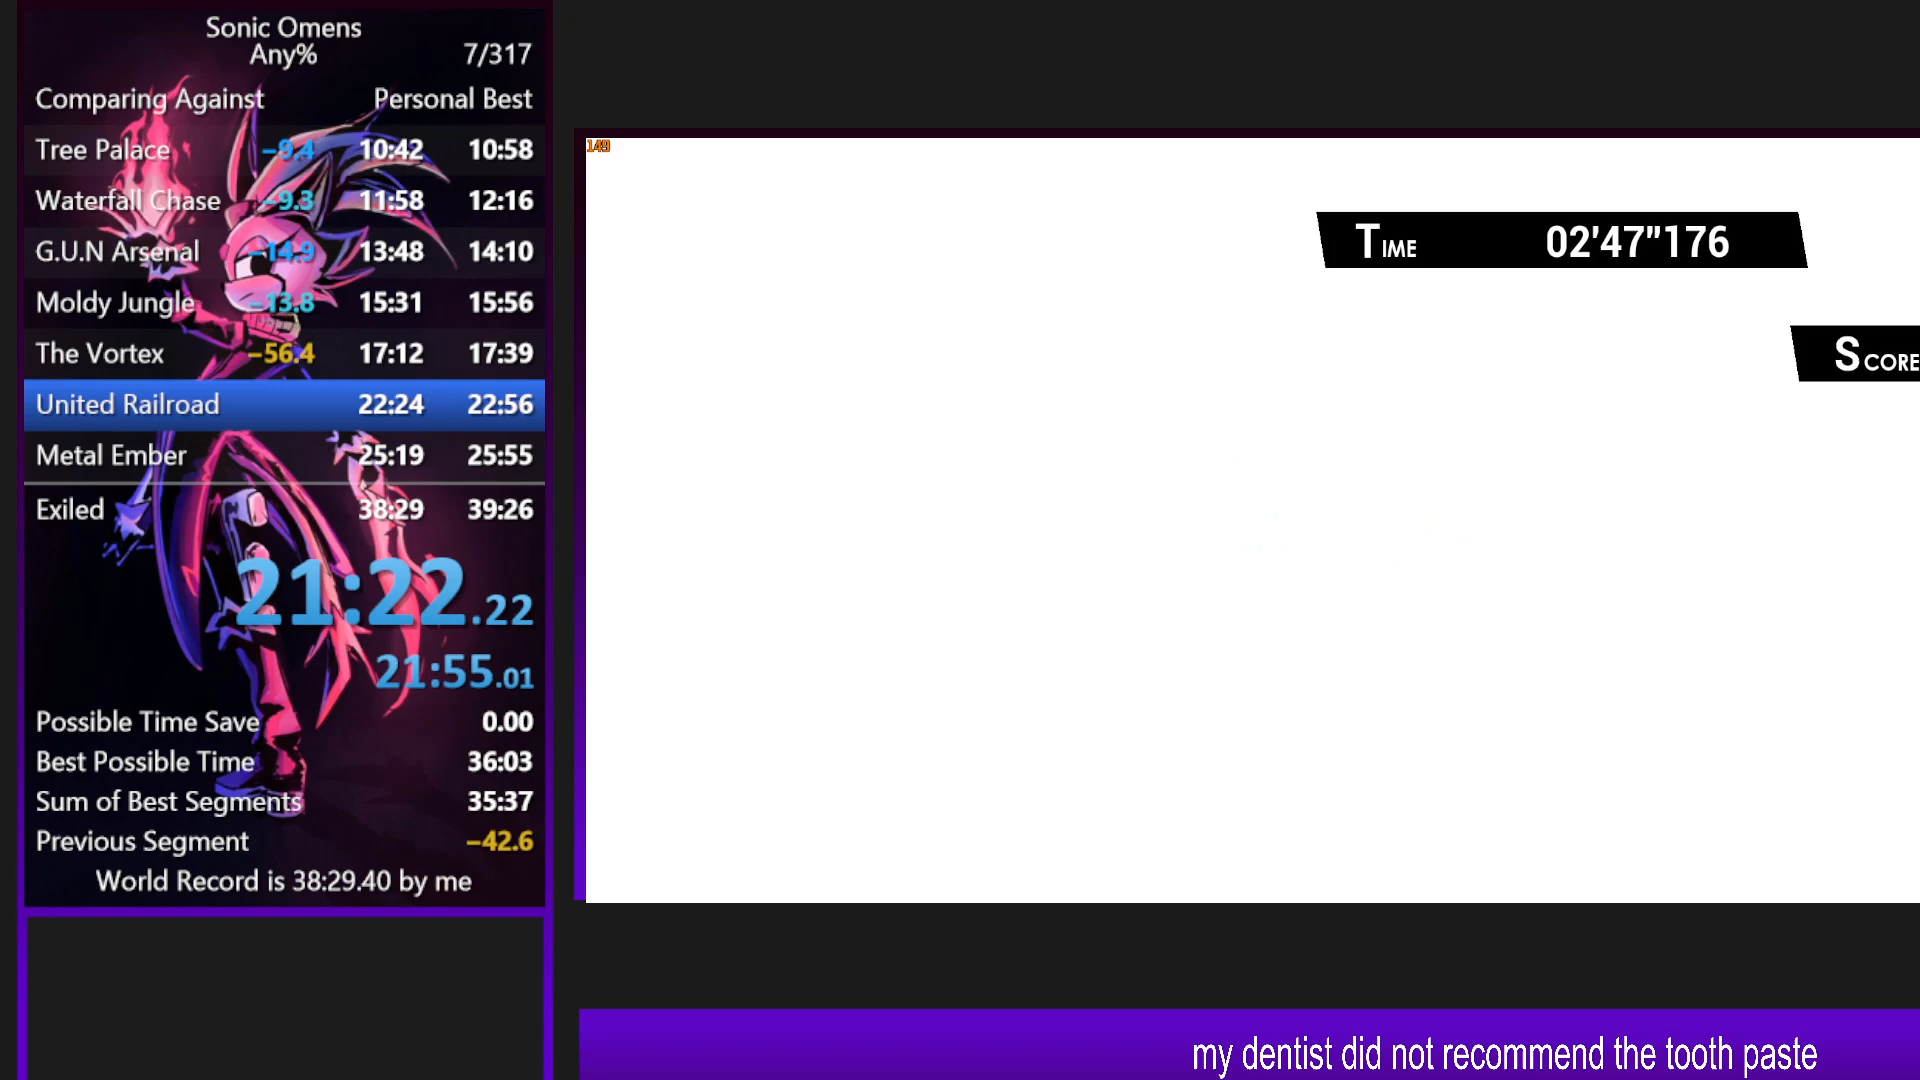 Sonic Omens
Any% 7/317
Comparing Against Personal Best
Tree Palace −9.4 10:42 10:58
Waterfall Chase −9.3 11:58 12:16
G.U.N Arsenal −14.9 13:48 14:10
Moldy Jungle −13.8 15:31 15:56
The Vortex −56.4 17:12 17:39
United Railroad 22:24 22:56
Metal Ember 25:19 25:55
Exiled 38:29 39:26
21:22.22
21:55.01
Possible Time Save 0.00
Best Possible Time 36:03
Sum of Best Segments 35:37
Previous Segment −42.6
World Record is 38:29.40 by me
149
TIME 02'47"176
SCORE
my dentist did not recommend the tooth paste